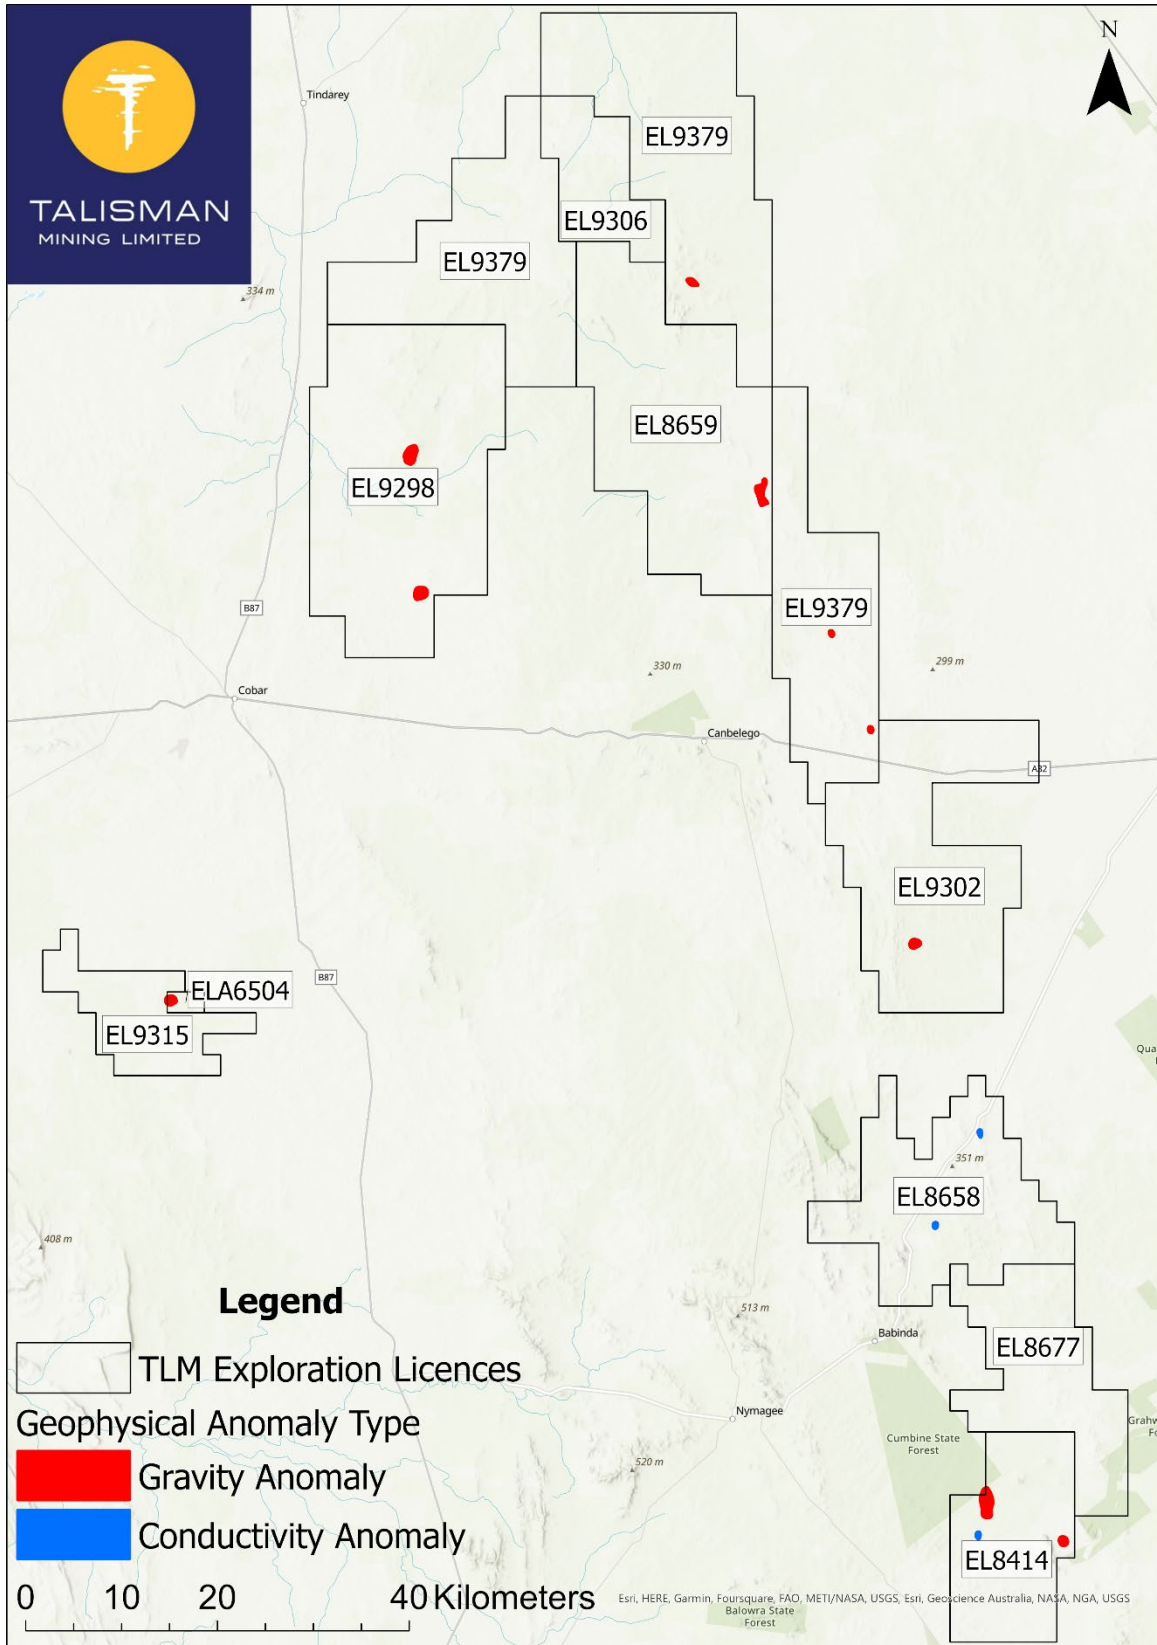 N
TALISMAN
MINING LIMITED
Tindarey
EL9379
EL9306
EL9379
334 m
EL8659
EL9298
B87
EL9379
330 m
299 m
Cobar
Canbelego
A32
EL9302
B87
ELA6504
EL9315
Qua
351 m
EL8658
408 m
513 m
Babinda
EL8677
Nymagee
Grahw
Fo
Cumbine State
Forest
520 m
EL8414
Legend
TLM Exploration Licences
Geophysical Anomaly Type
Gravity Anomaly
Conductivity Anomaly
0 10 20 40 Kilometers
Esri, HERE, Garmin, Foursquare, FAO, METI/NASA, USGS, Esri, Geoscience Australia, NASA, NGA, USGS
Balowra State
Forest